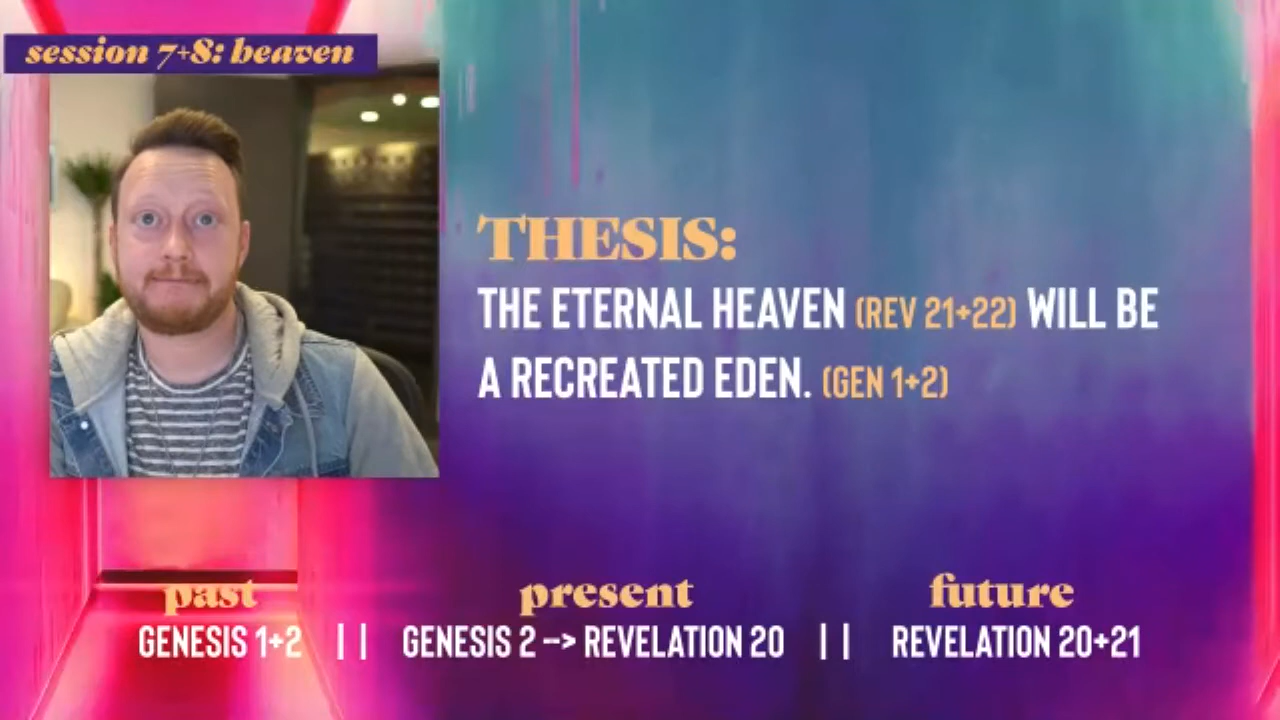 session 7+8: heaven
THESIS:
THE ETERNAL HEAVEN (REV 21+22) WILL BE
A RECREATED EDEN. (GEN 1+2)
past present future
GENESIS 1+2 || GENESIS 2 --> REVELATION 20 || REVELATION 20+21